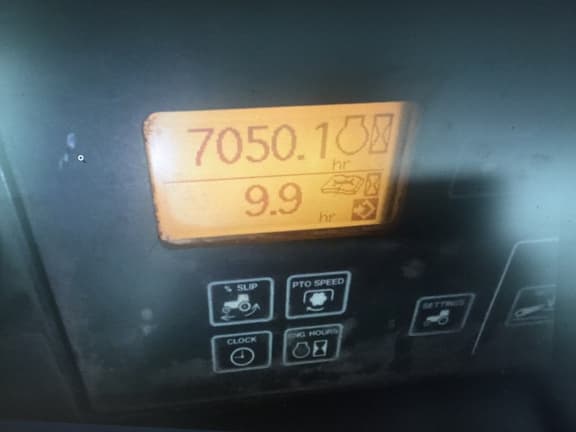 7050.1
hr
9.9
hr
% SLIP
PTO SPEED
SETTINGS
CLOCK
ENG HOURS